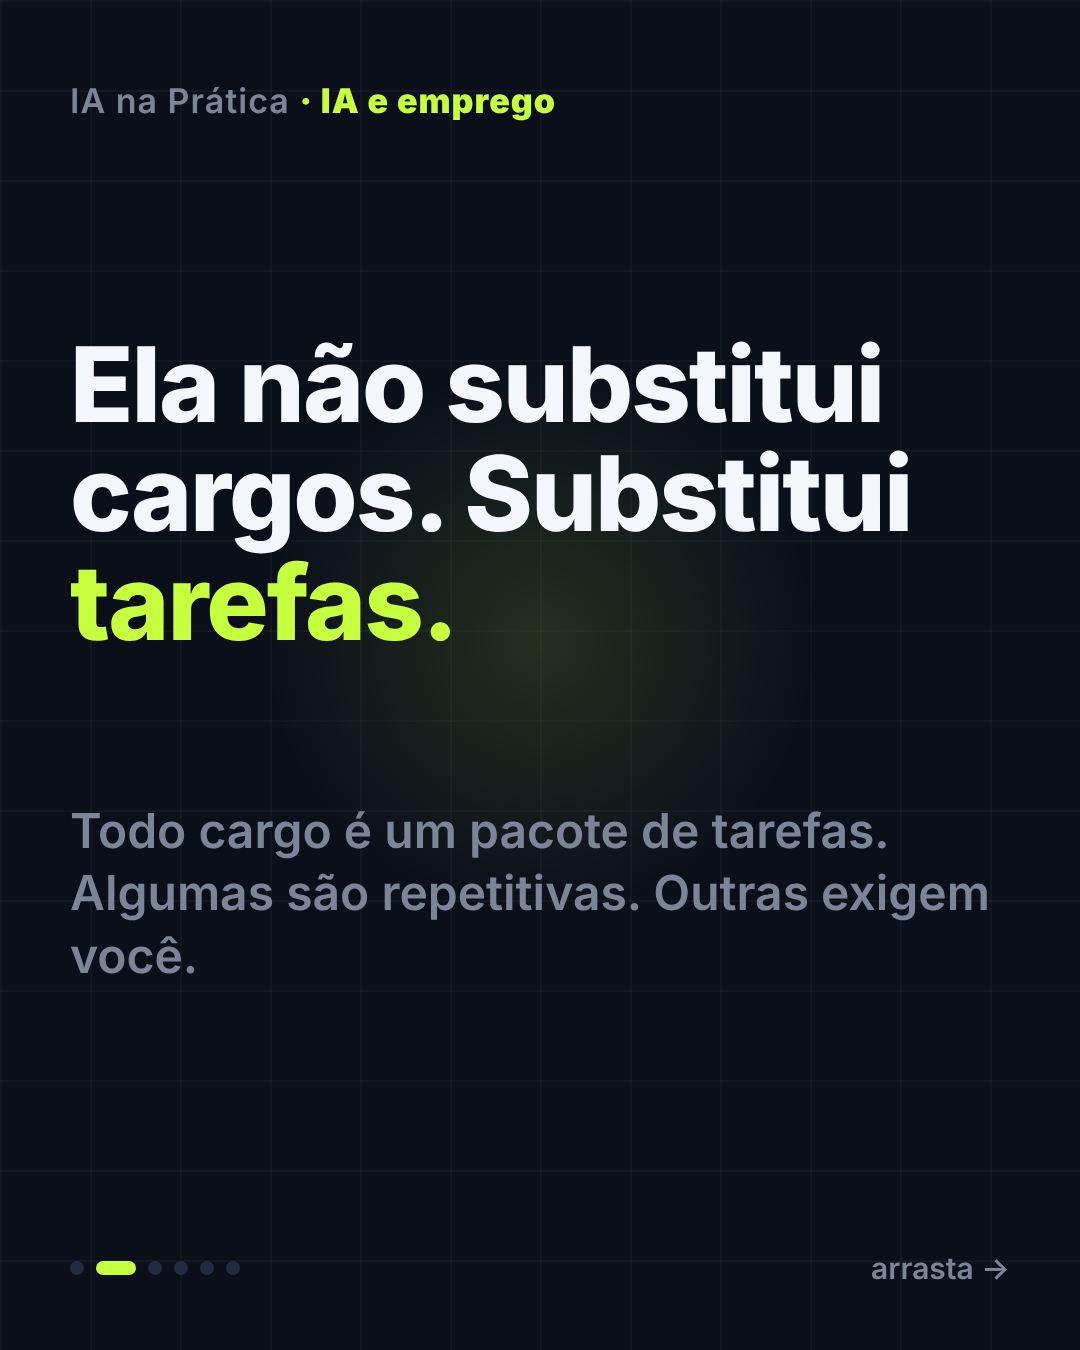 IA na Prática · IA e emprego
Ela não substitui
cargos. Substitui
tarefas.
Todo cargo é um pacote de tarefas.
Algumas são repetitivas. Outras exigem
você.
arrasta →